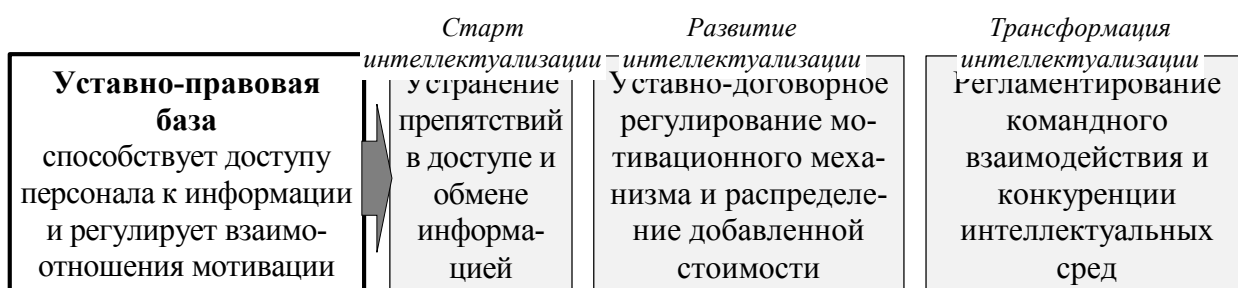 Старт
интеллектуализации
Развитие
интеллектуализации
Трансформация
интеллектуализации
Уставно-правовая
база
способствует доступу
персонала к информации
и регулирует взаимо-
отношения мотивации
Устранение
препятствий
в доступе и
обмене
информа-
цией
Уставно-договорное
регулирование мо-
тивационного меха-
низма и распределе-
ние добавленной
стоимости
Регламентирование
командного
взаимодействия и
конкуренции
интеллектуальных
сред